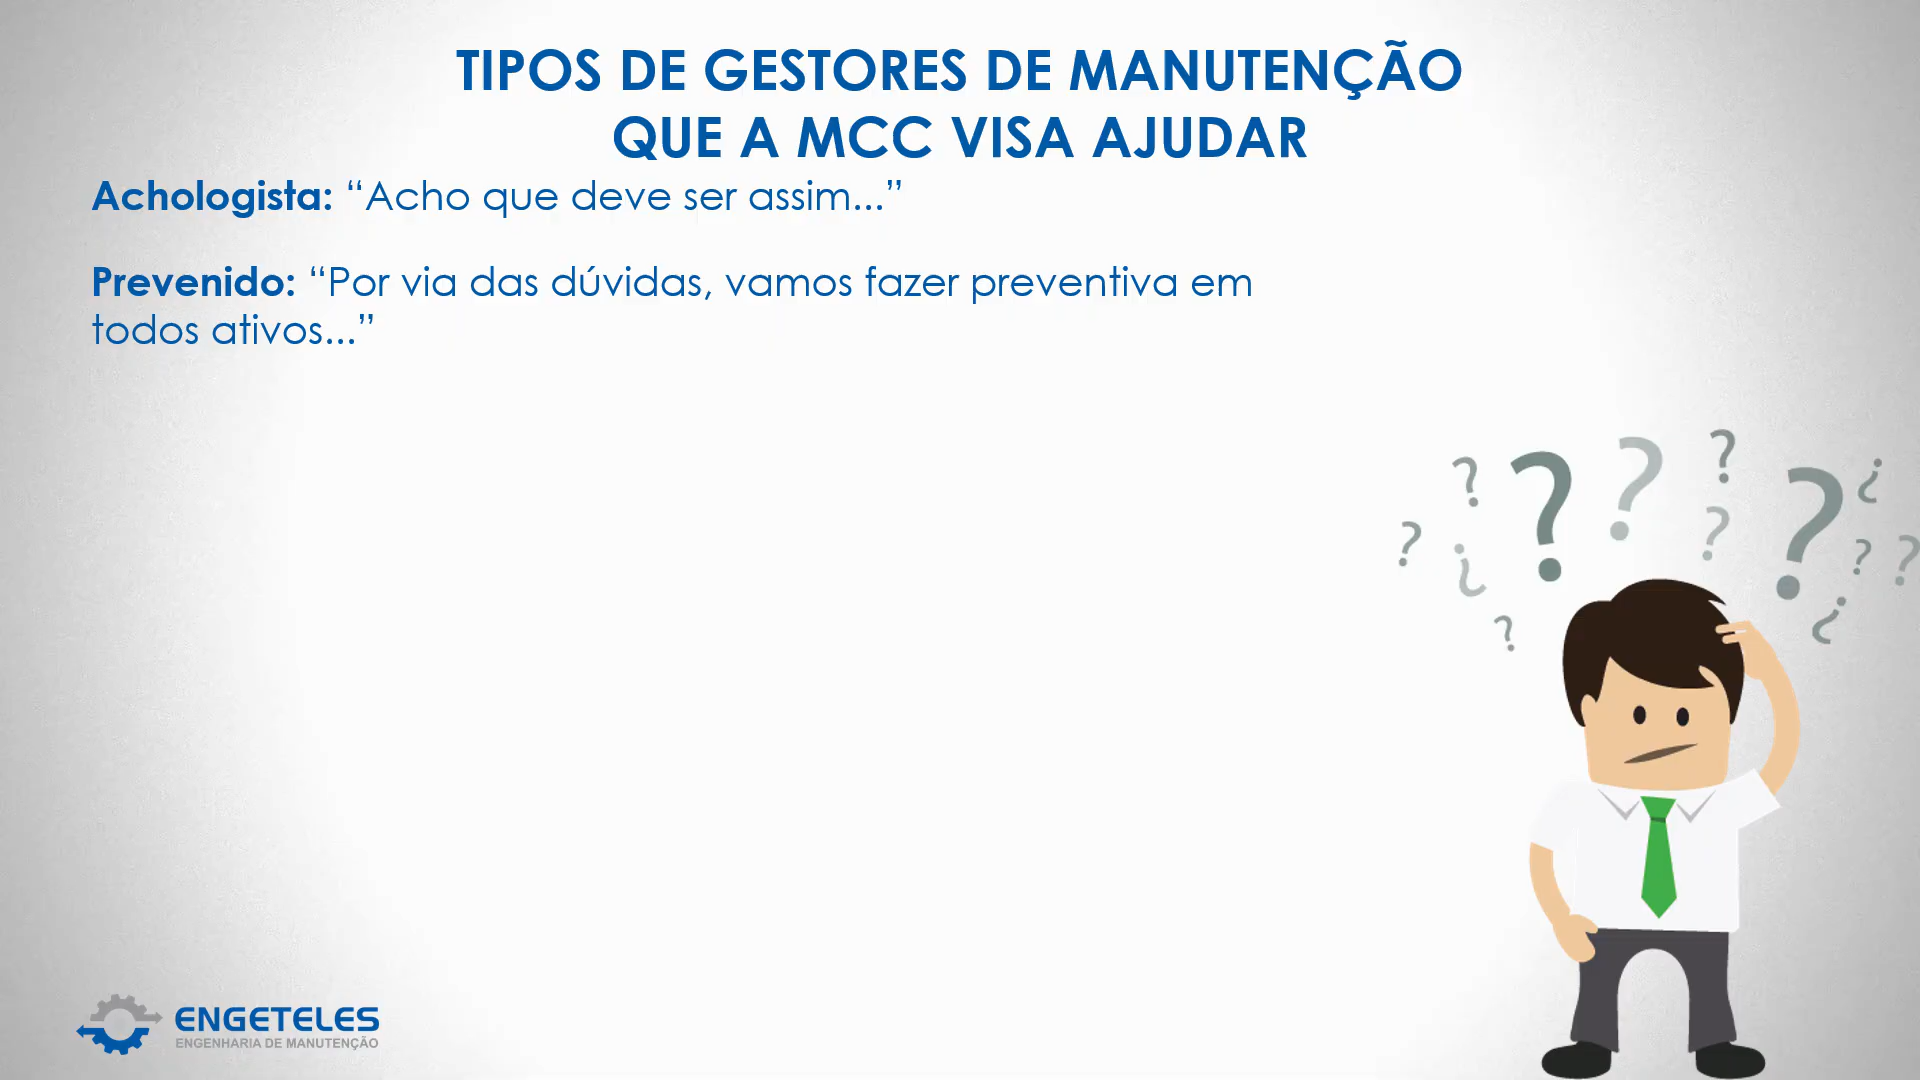 TIPOS DE GESTORES DE MANUTENÇÃO
QUE A MCC VISA AJUDAR
Achologista: “Acho que deve ser assim...”
Prevenido: “Por via das dúvidas, vamos fazer preventiva em
todos ativos...”
? ? ? ? ? ¿
? ¿ ? ? ?
? ¿
ENGETELES
ENGENHARIA DE MANUTENÇÃO